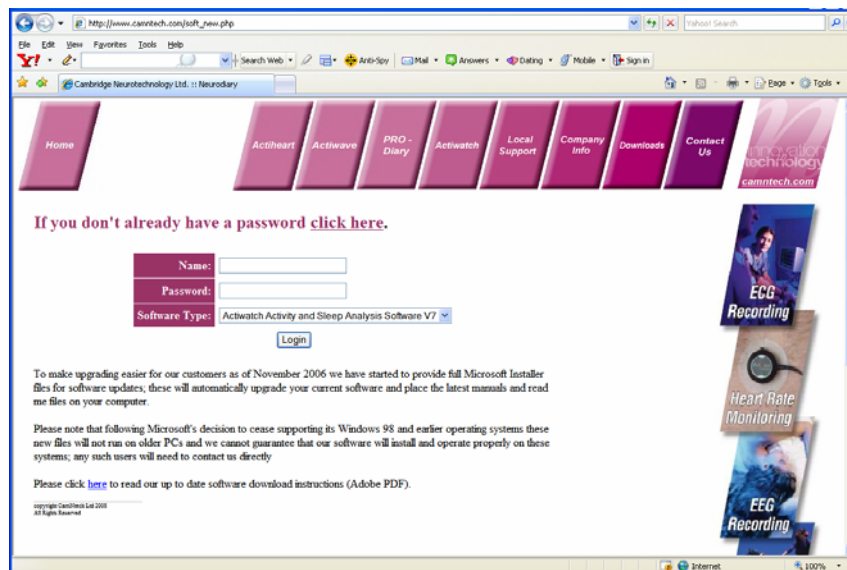 http://www.camntech.com/soft_new.php
Yahoo! Search
File Edit View Favorites Tools Help
Y! Search Web Anti-Spy Mail Answers Dating Mobile Sign in
Cambridge Neurotechnology Ltd. :: Neurodiary
Page Tools
Home
Actiheart
Actiwave
PRO -
Diary
Actiwatch
Local
Support
Company
Info
Downloads
Contact
Us
innovation
technology
camntech.com
If you don't already have a password click here.
Name:
Password:
Software Type: Actiwatch Activity and Sleep Analysis Software V7
Login
ECG
Recording
Heart Rate
Monitoring
EEG
Recording
To make upgrading easier for our customers as of November 2006 we have started to provide full Microsoft Installer
files for software updates; these will automatically upgrade your current software and place the latest manuals and read
me files on your computer.
Please note that following Microsoft's decision to cease supporting its Windows 98 and earlier operating systems these
new files will not run on older PCs and we cannot guarantee that our software will install and operate properly on these
systems; any such users will need to contact us directly
Please click here to read our up to date software download instructions (Adobe PDF).
All Rights Reserved
Internet
100%